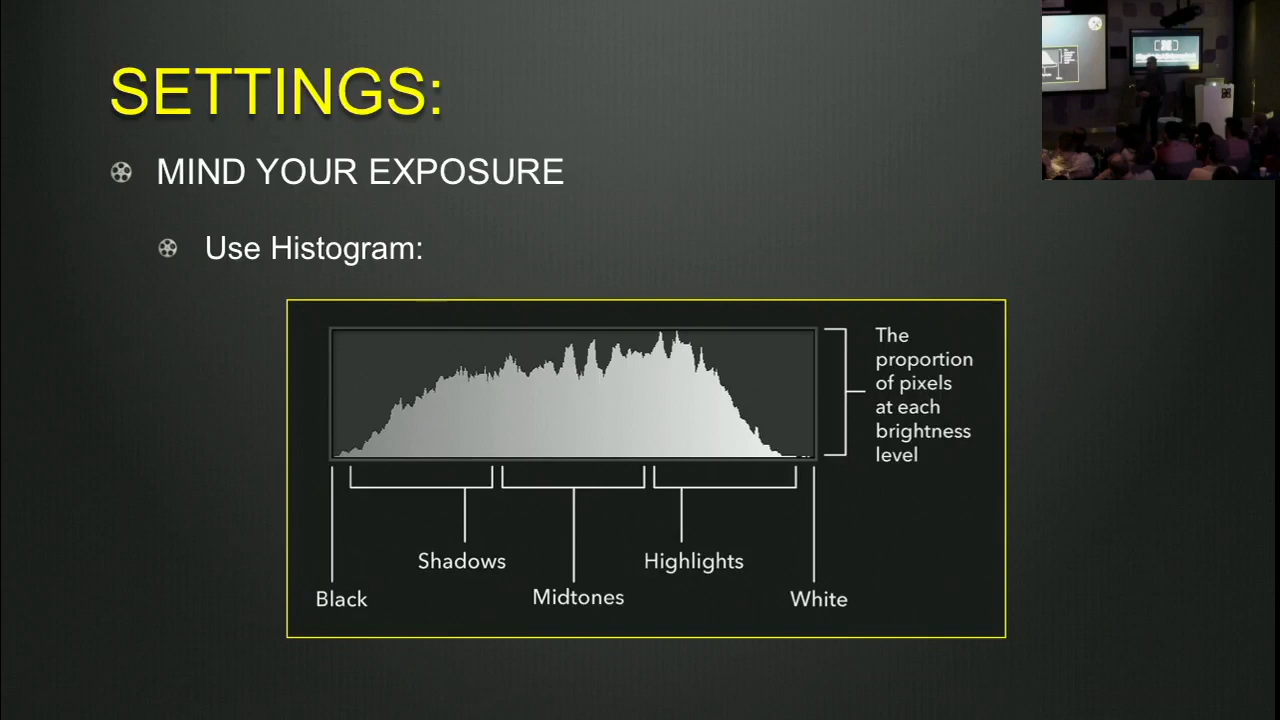 SETTINGS:
MIND YOUR EXPOSURE
Use Histogram:
The
proportion
of pixels
at each
brightness
level
Shadows
Highlights
Midtones
Black
White